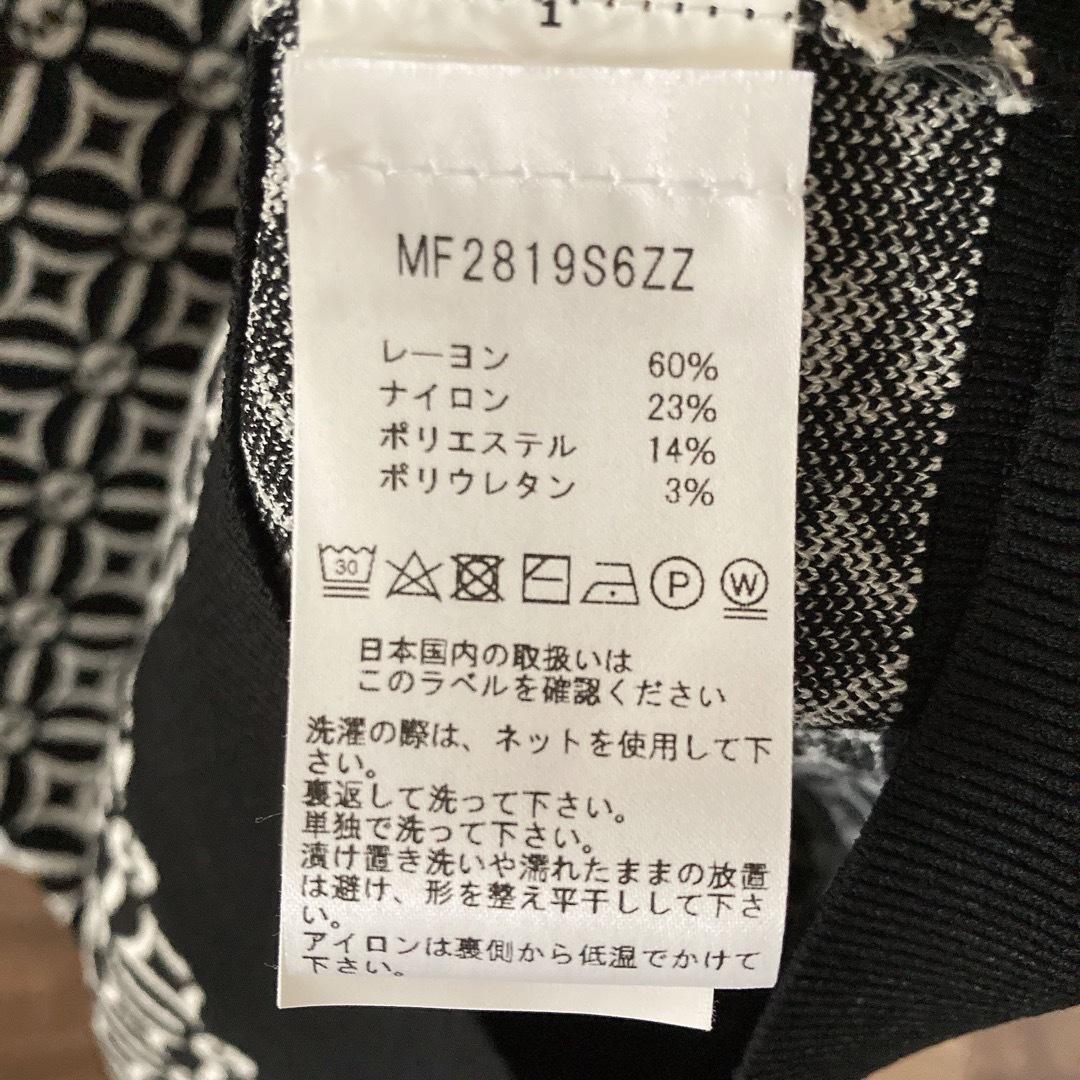 1
MF2819S6ZZ
レーヨン 60%
ナイロン 23%
ポリエステル 14%
ポリウレタン 3%
30 P W
日本国内の取扱いは
このラベルを確認ください
洗濯の際は、ネットを使用して下
さい。
裏返して洗って下さい。
単独で洗って下さい。
漬け置き洗いや濡れたままの放置
は避け、形を整え平干しして下さ
い。
アイロンは裏側から低温でかけて
下さい。